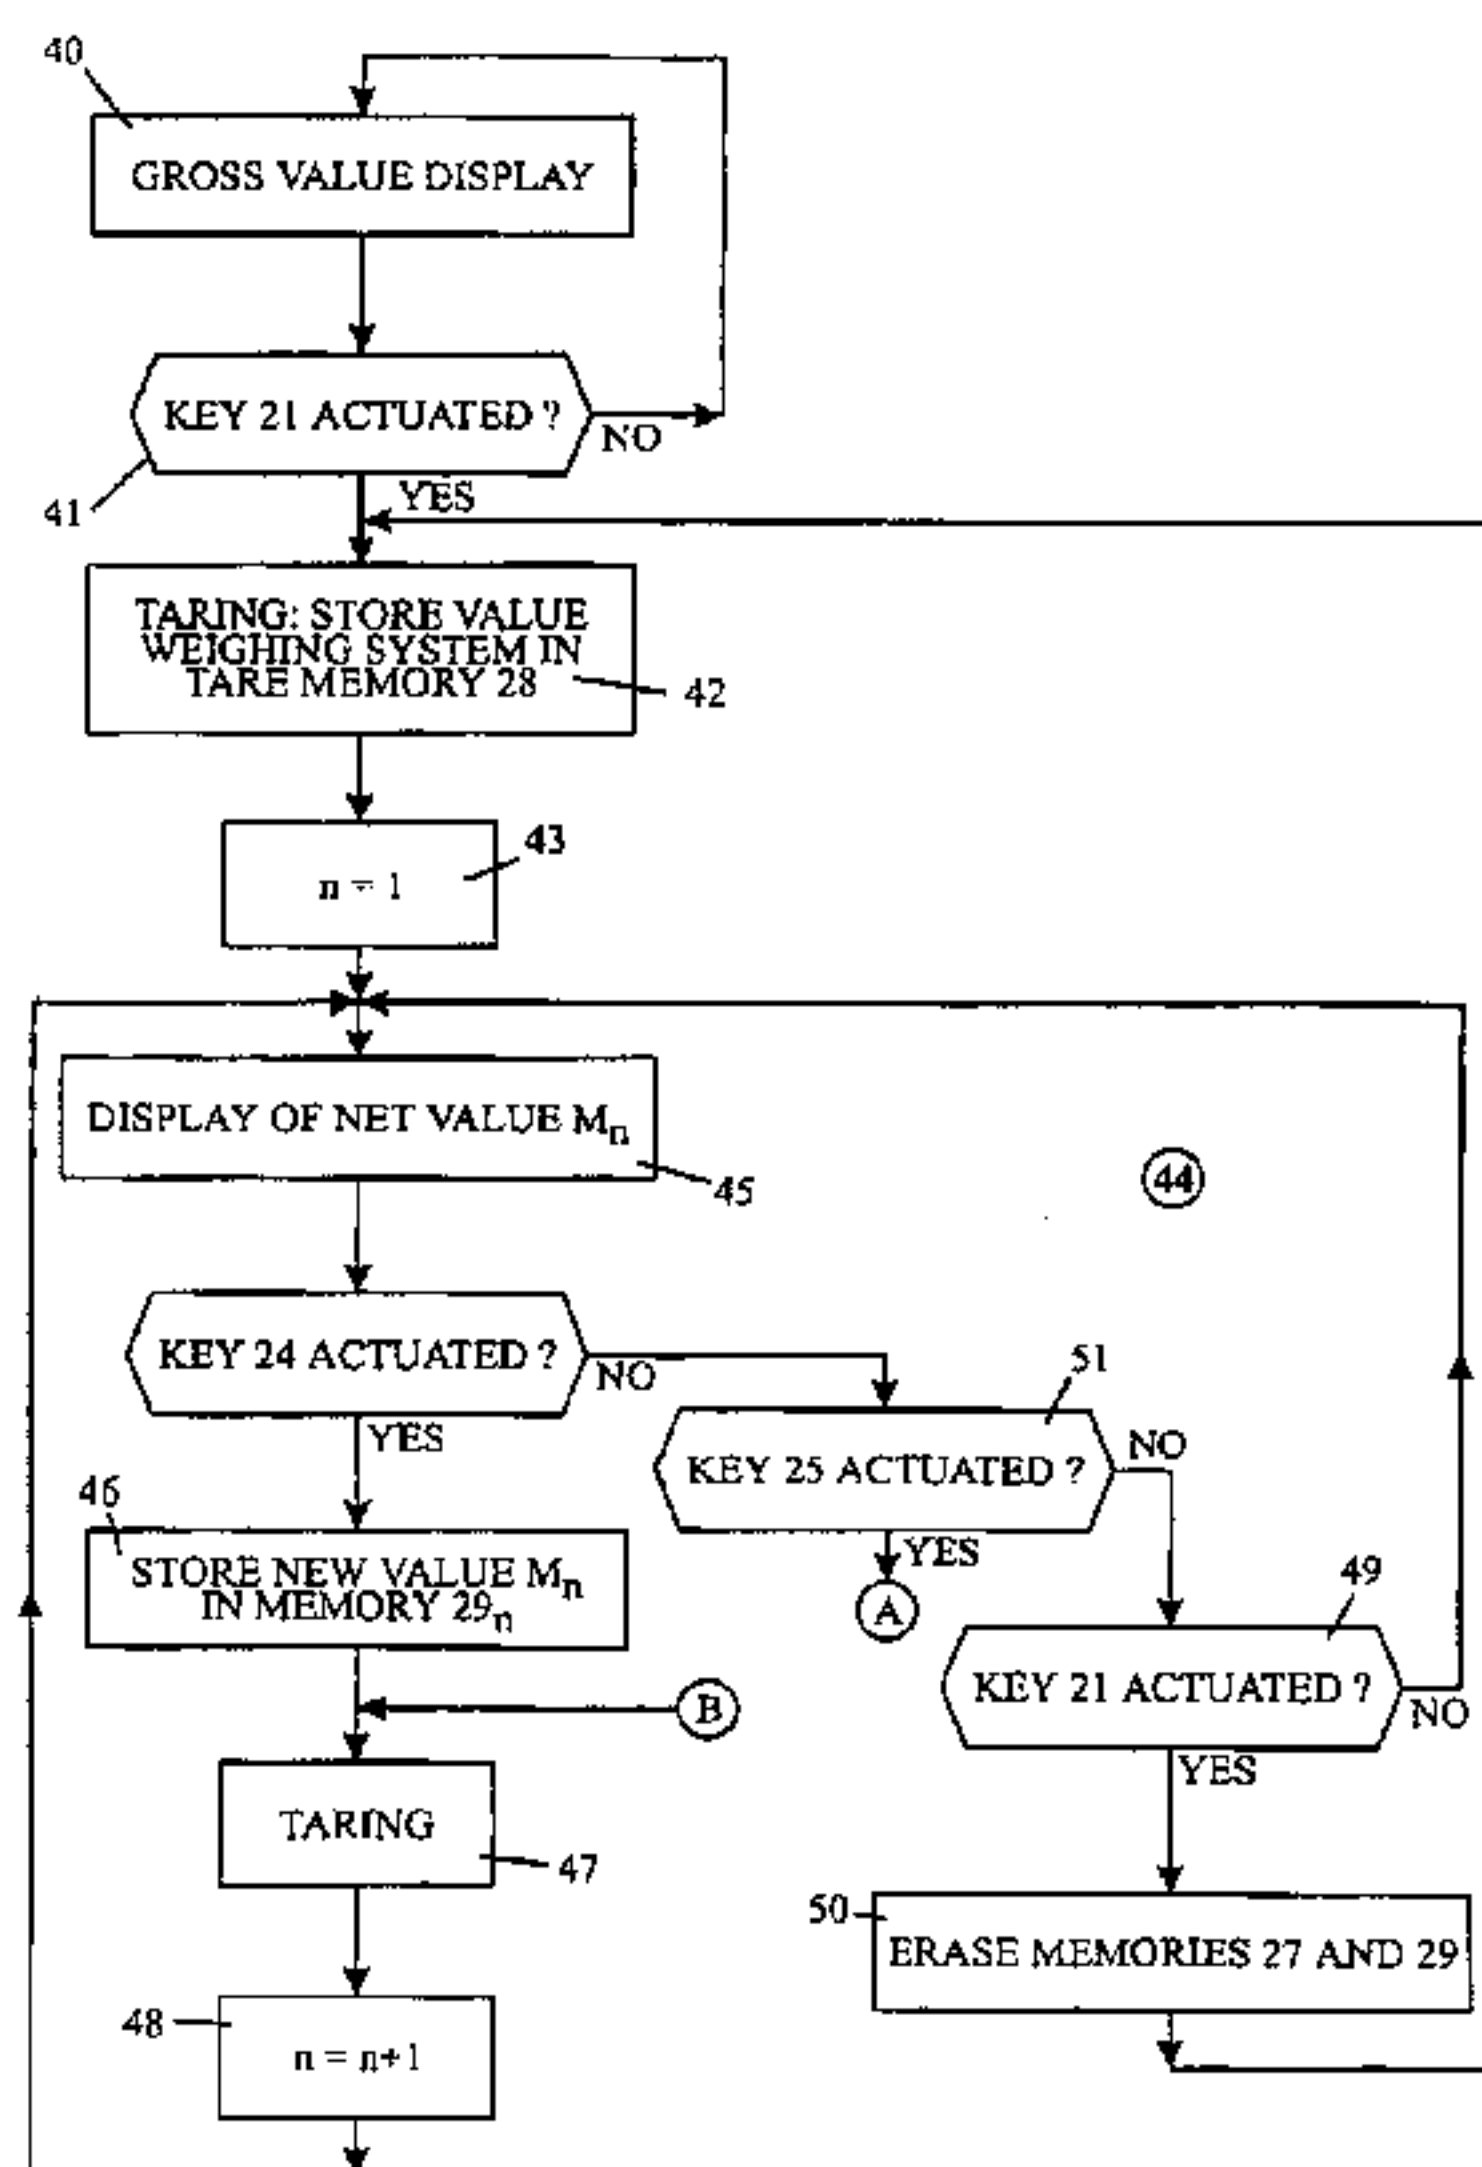 40
GROSS VALUE DISPLAY
KEY 21 ACTUATED ?
NO
41
YES
TARING: STORE VALUE
WEIGHING SYSTEM IN
TARE MEMORY 28
42
43
n = 1
DISPLAY OF NET VALUE Mn
45
44
KEY 24 ACTUATED ?
NO
51
YES
KEY 25 ACTUATED ?
NO
46
STORE NEW VALUE Mn
IN MEMORY 29n
YES
A
49
KEY 21 ACTUATED ?
NO
B
YES
TARING
47
50
ERASE MEMORIES 27 AND 29
48
n = n+1